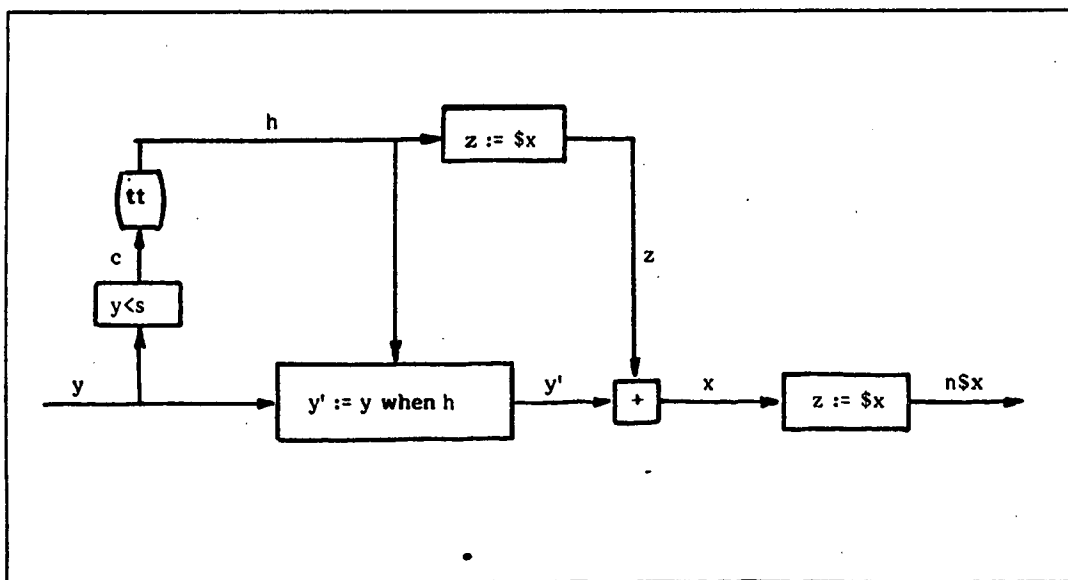 h
z := $x
tt
c
z
y<s
y
y' := y when h
y'
+
x
z := $x
n$x